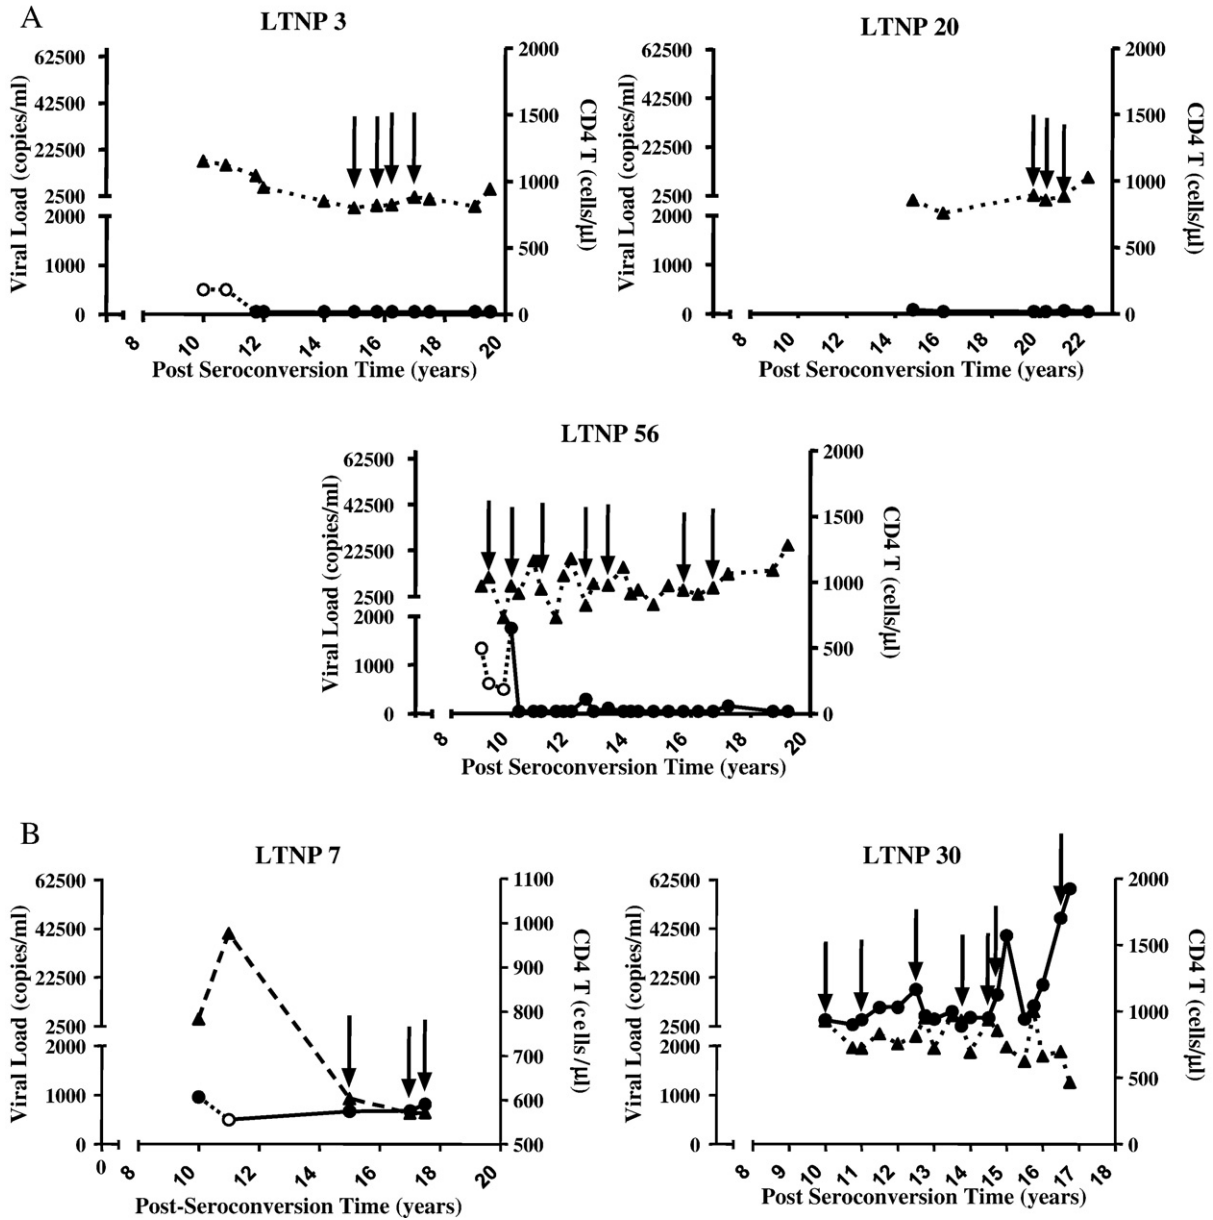 A
LTNP 3
Viral Load (copies/ml)
62500
42500
22500
2500
2000
1000
0
2000
1500
1000
500
0
CD4 T (cells/µl)
8 10 12 14 16 18 20
Post Seroconversion Time (years)
LTNP 20
Viral Load (copies/ml)
62500
42500
22500
2500
2000
1000
0
2000
1500
1000
500
0
CD4 T (cells/µl)
8 10 12 14 16 18 20 22
Post Seroconversion Time (years)
LTNP 56
Viral Load (copies/ml)
62500
42500
22500
2500
2000
1000
0
2000
1500
1000
500
0
CD4 T (cells/µl)
8 10 12 14 16 18 20
Post Seroconversion Time (years)
B
LTNP 7
Viral Load (copies/ml)
62500
42500
22500
2500
2000
1000
0
1100
1000
900
800
700
600
500
CD4 T (cells /µl)
0 8 10 12 14 16 18 20
Post-Seroconversion Time (years)
LTNP 30
Viral Load (copies/ml)
62500
42500
22500
2500
2000
1000
0
2000
1500
1000
500
0
CD4 T (cells/µl)
8 9 10 11 12 13 14 15 16 17 18
Post Seroconversion Time (years)